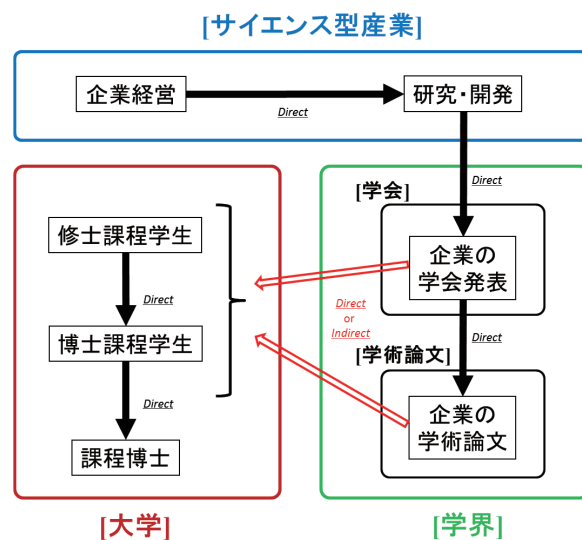 [サイエンス型産業]
企業経営
研究・開発
Direct
Direct
[学会]
修士課程学生
企業の
学会発表
Direct
Direct
or
Indirect
博士課程学生
Direct
[学術論文]
Direct
企業の
学術論文
課程博士
[大学]
[学界]